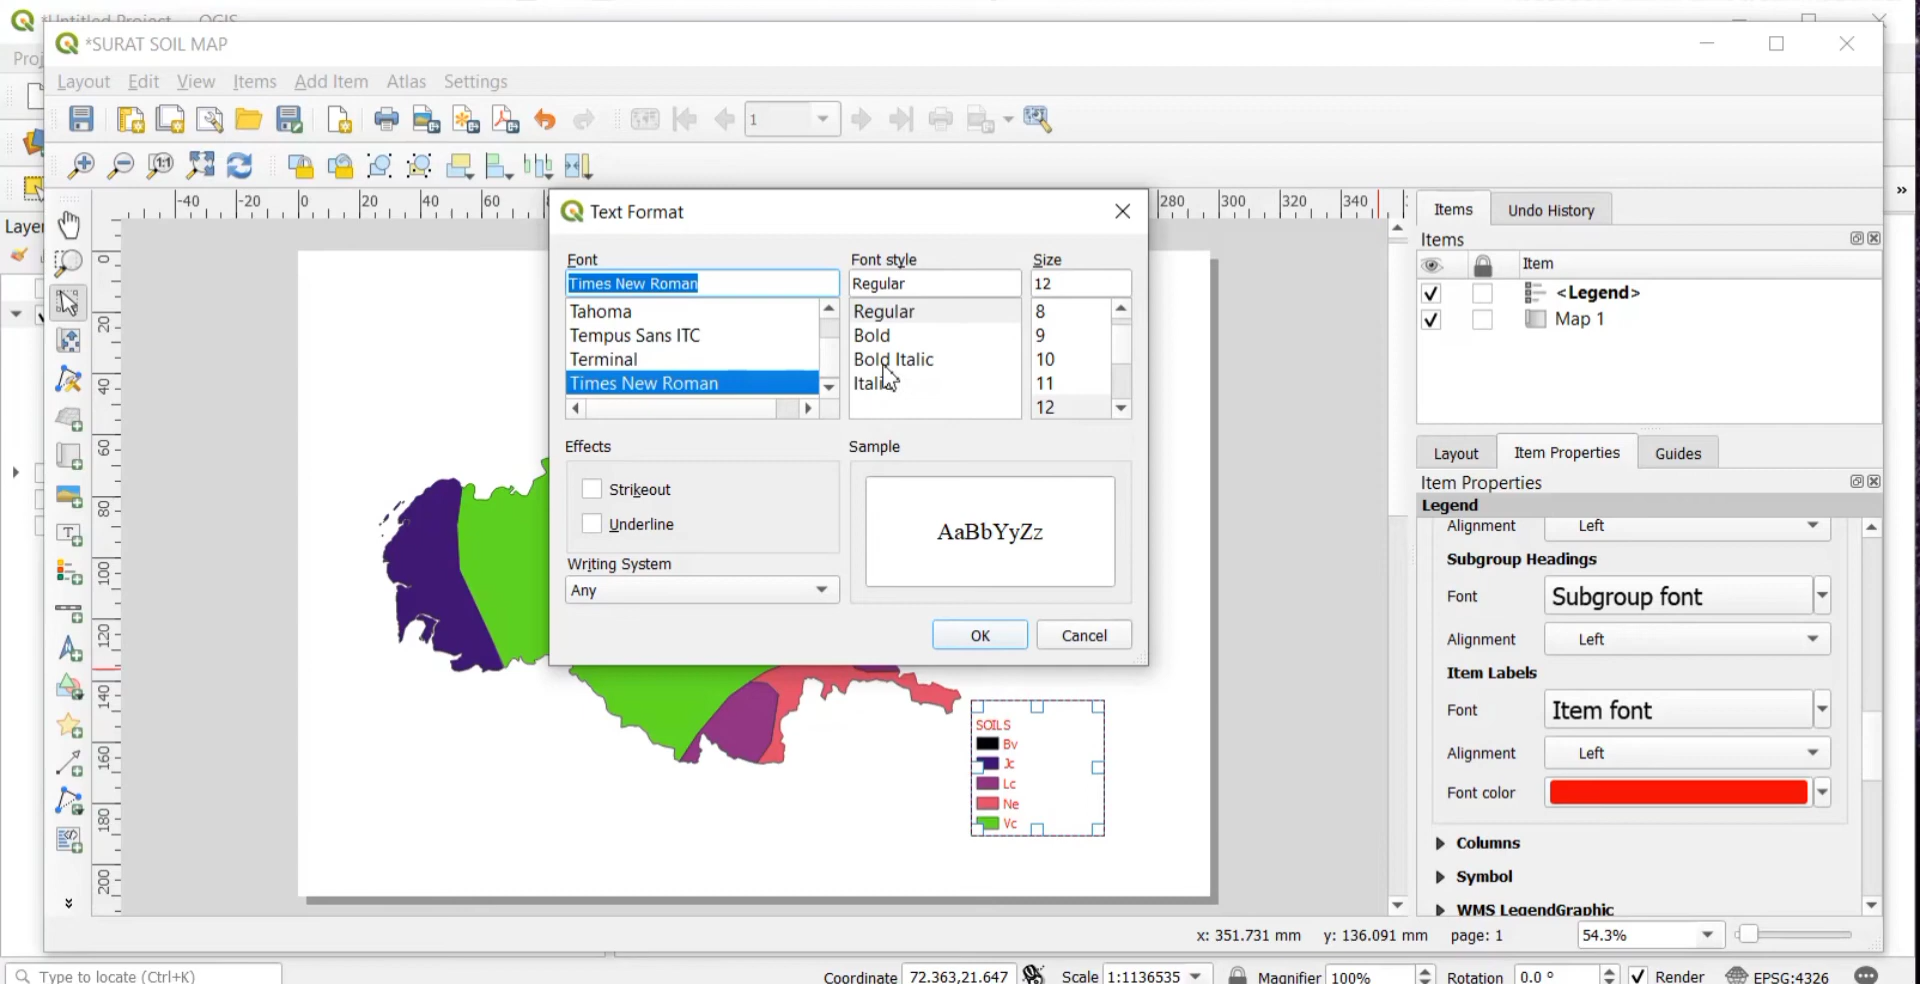 *Untitled Project — QGIS
*SURAT SOIL MAP
Proj
Layout Edit View Items Add Item Atlas Settings
1
Layer
-40 -20 0 20 40 60 280 300 320 340
0
20
40
60
80
100
120
140
160
180
200
Text Format
Font Font style Size
Times New Roman Regular 12
Tahoma Regular 8
Tempus Sans ITC Bold 9
Terminal Bold Italic 10
Times New Roman Italic 11
12
Effects Sample
Strikeout
Underline
AaBbYyZz
Writing System
Any
OK Cancel
SOILS
Bv
Jc
Lc
Ne
Vc
Items Undo History
Items
Item
<Legend>
Map 1
Layout Item Properties Guides
Item Properties
Legend
Alignment Left
Subgroup Headings
Font Subgroup font
Alignment Left
Item Labels
Font Item font
Alignment Left
Font color
Columns
Symbol
WMS LegendGraphic
x: 351.731 mm y: 136.091 mm page: 1 54.3%
Type to locate (Ctrl+K) Coordinate 72.363,21.647 Scale 1:1136535 Magnifier 100% Rotation 0.0 ° Render EPSG:4326